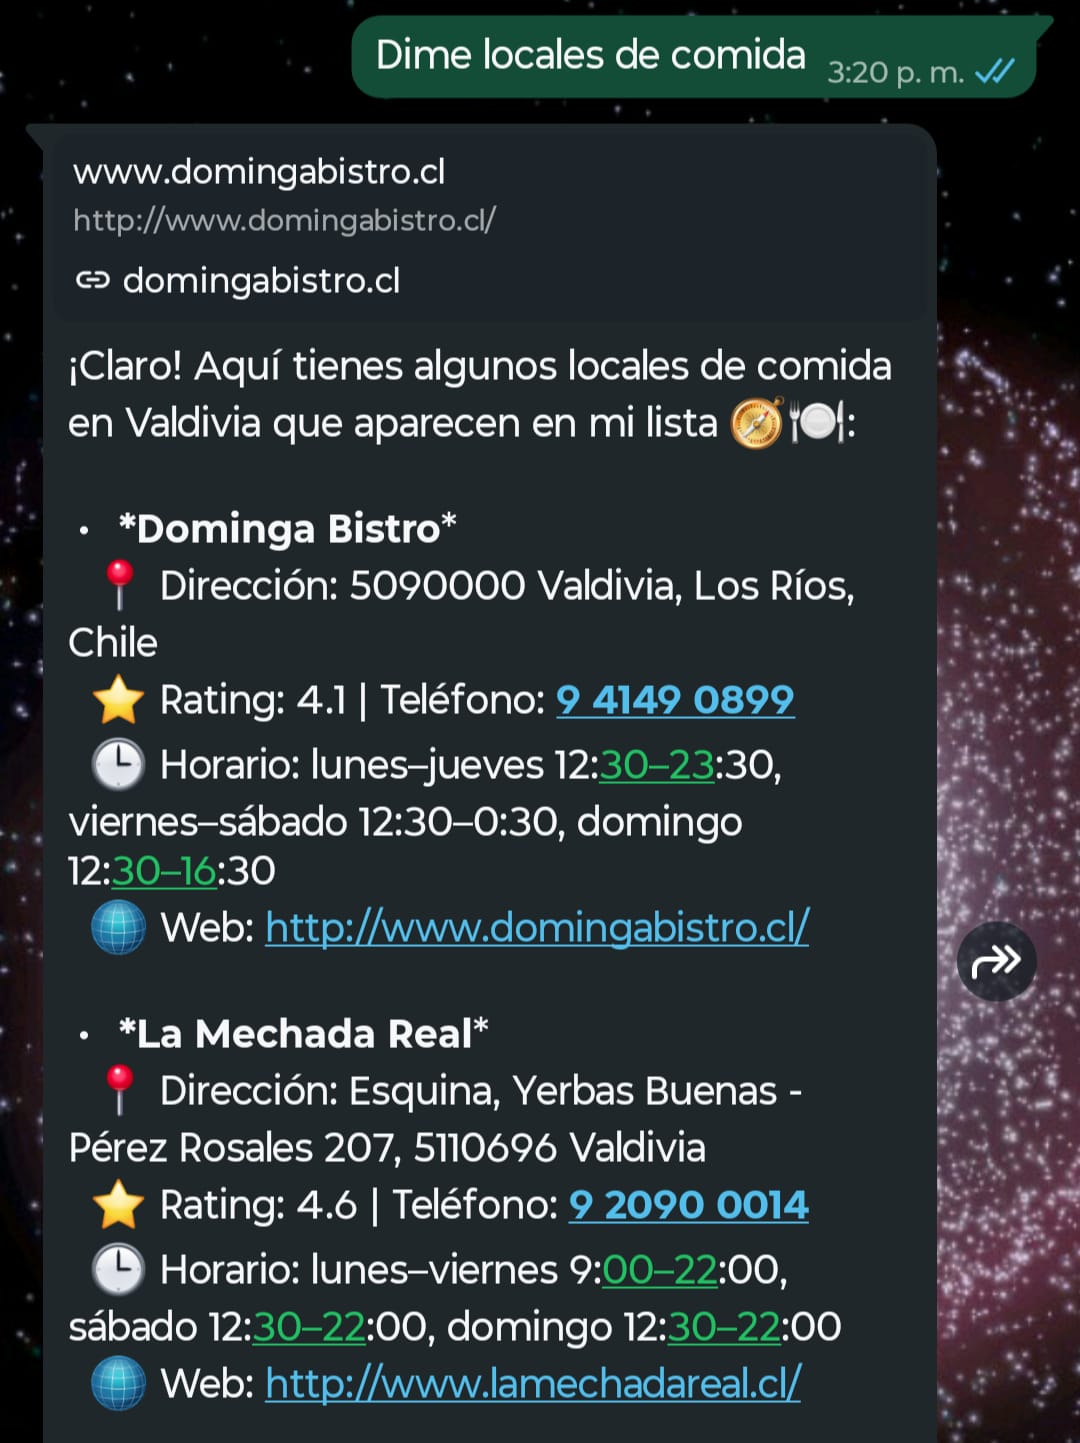 Dime locales de comida 3:20 p. m.
www.domingabistro.cl
http://www.domingabistro.cl/
domingabistro.cl
¡Claro! Aquí tienes algunos locales de comida
en Valdivia que aparecen en mi lista 🧭🍽️:
• *Dominga Bistro*
📍 Dirección: 5090000 Valdivia, Los Ríos,
Chile
⭐ Rating: 4.1 | Teléfono: 9 4149 0899
🕒 Horario: lunes–jueves 12:30–23:30,
viernes–sábado 12:30–0:30, domingo
12:30–16:30
🌐 Web: http://www.domingabistro.cl/
• *La Mechada Real*
📍 Dirección: Esquina, Yerbas Buenas -
Pérez Rosales 207, 5110696 Valdivia
⭐ Rating: 4.6 | Teléfono: 9 2090 0014
🕒 Horario: lunes–viernes 9:00–22:00,
sábado 12:30–22:00, domingo 12:30–22:00
🌐 Web: http://www.lamechadareal.cl/